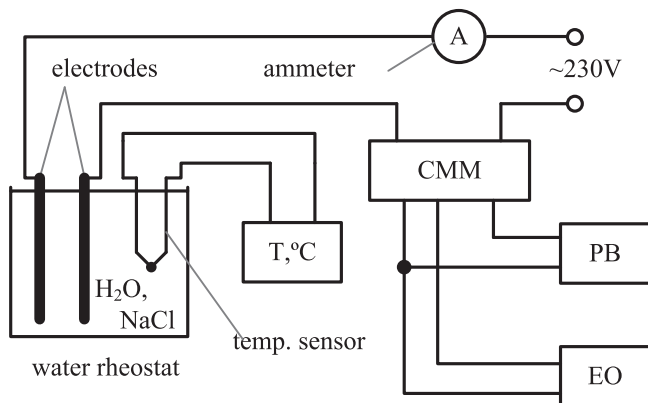 A
electrodes
ammeter
~230V
CMM
T,ºC
PB
H₂O,
NaCl
temp. sensor
water rheostat
EO